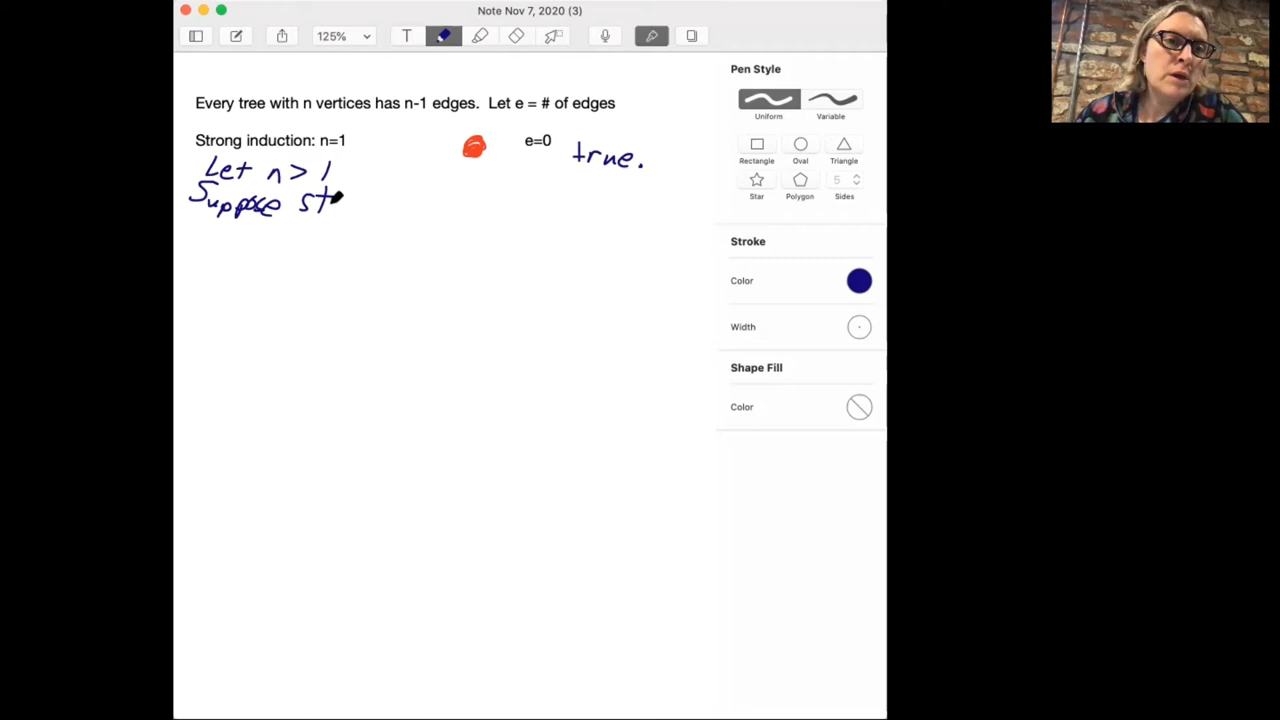 Note Nov 7, 2020 (3)
125%
T
Every tree with n vertices has n-1 edges. Let e = # of edges
Strong induction: n=1
e=0
true.
Let n > 1
Suppose st
Pen Style
Uniform
Variable
Rectangle
Oval
Triangle
Star
Polygon
5
Sides
Stroke
Color
Width
Shape Fill
Color